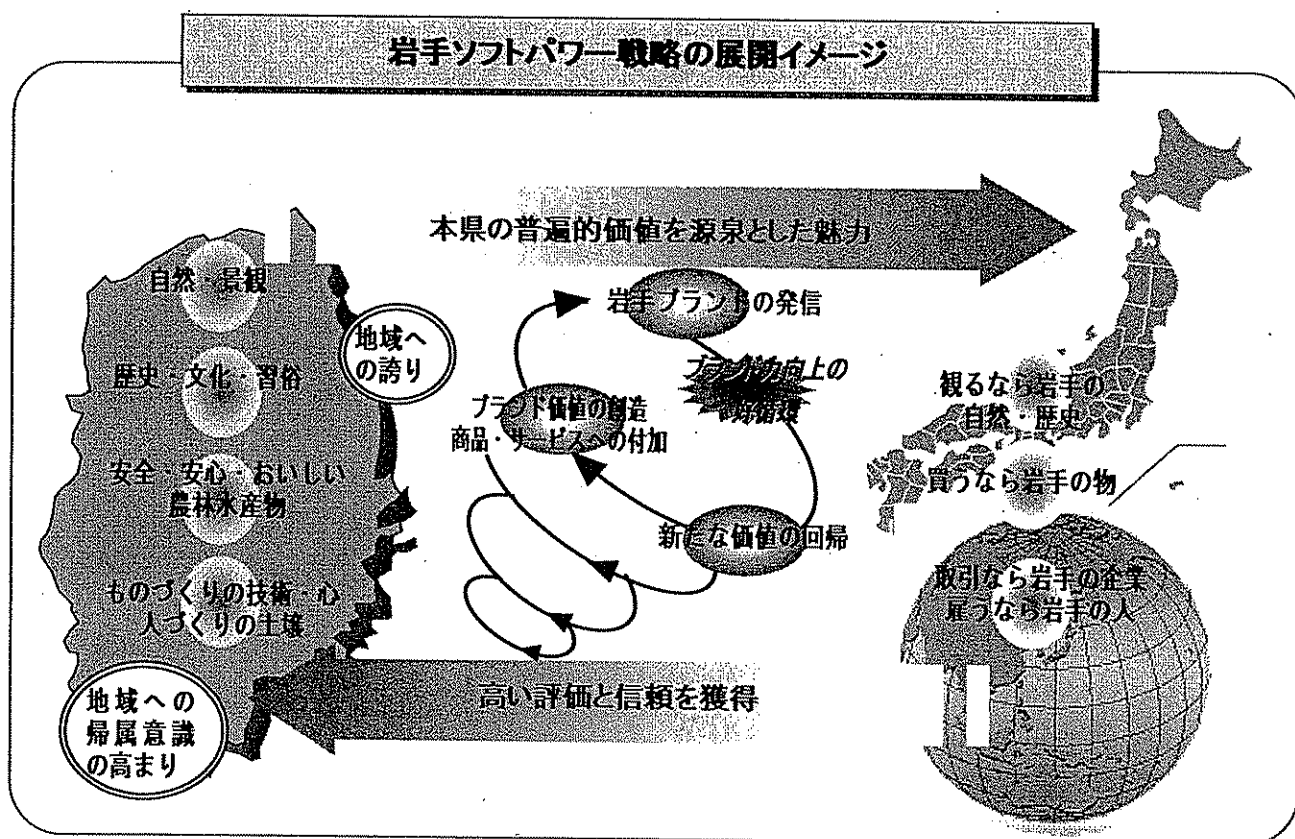 岩手ソフトパワー戦略の展開イメージ
本県の普遍的価値を源泉とした魅力
自然・景観
歴史・文化・習俗
安全・安心・おいしい
農林水産物
ものづくりの技術・心
人づくりの土壌
地域へ
の誇り
地域への
帰属意識
の高まり
岩手ブランドの発信
ブランド力向上の
好循環
ブランド価値の創造
商品・サービスへの付加
新たな価値の回帰
高い評価と信頼を獲得
観るなら岩手の
自然・歴史
買うなら岩手の物
取引なら岩手の企業
雇うなら岩手の人